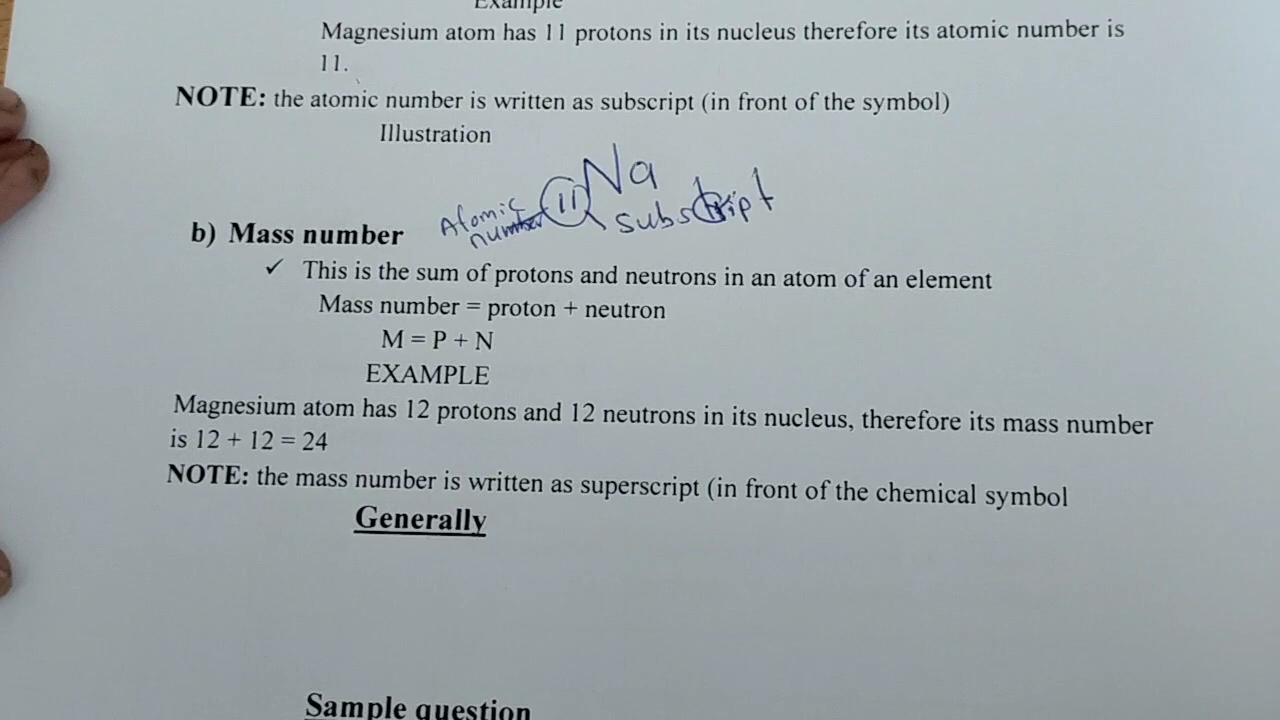 Example
Magnesium atom has 11 protons in its nucleus therefore its atomic number is
11.
NOTE: the atomic number is written as subscript (in front of the symbol)
Illustration
Atomic number 11 Na
subscript
b) Mass number
✓ This is the sum of protons and neutrons in an atom of an element
Mass number = proton + neutron
M = P + N
EXAMPLE
Magnesium atom has 12 protons and 12 neutrons in its nucleus, therefore its mass number
is 12 + 12 = 24
NOTE: the mass number is written as superscript (in front of the chemical symbol
Generally
Sample question